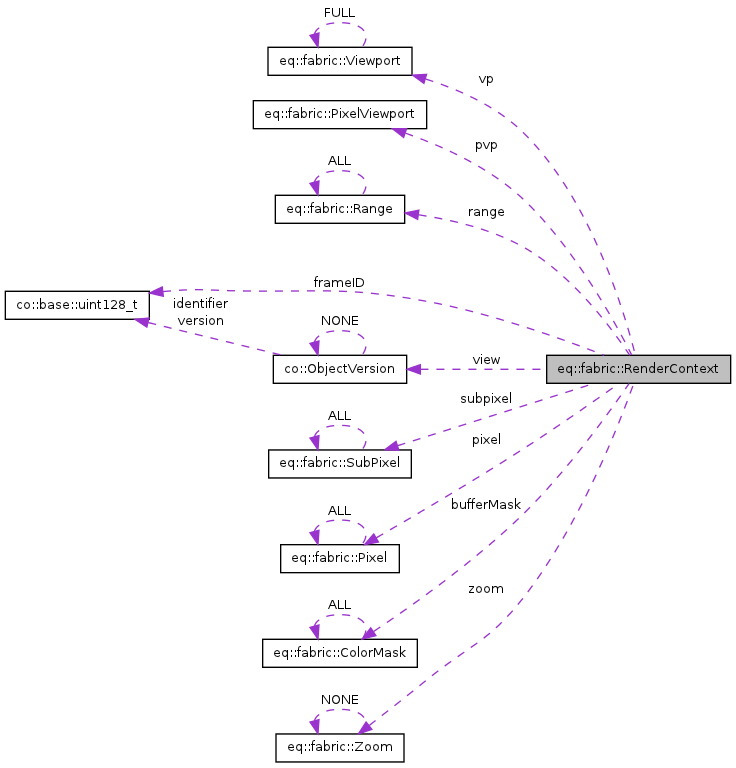 FULL
eq::fabric::Viewport
vp
eq::fabric::PixelViewport
pvp
ALL
eq::fabric::Range
range
frameID
co::base::uint128_t
identifier
version
NONE
co::ObjectVersion
view
eq::fabric::RenderContext
subpixel
ALL
eq::fabric::SubPixel
pixel
ALL
eq::fabric::Pixel
bufferMask
ALL
eq::fabric::ColorMask
zoom
NONE
eq::fabric::Zoom